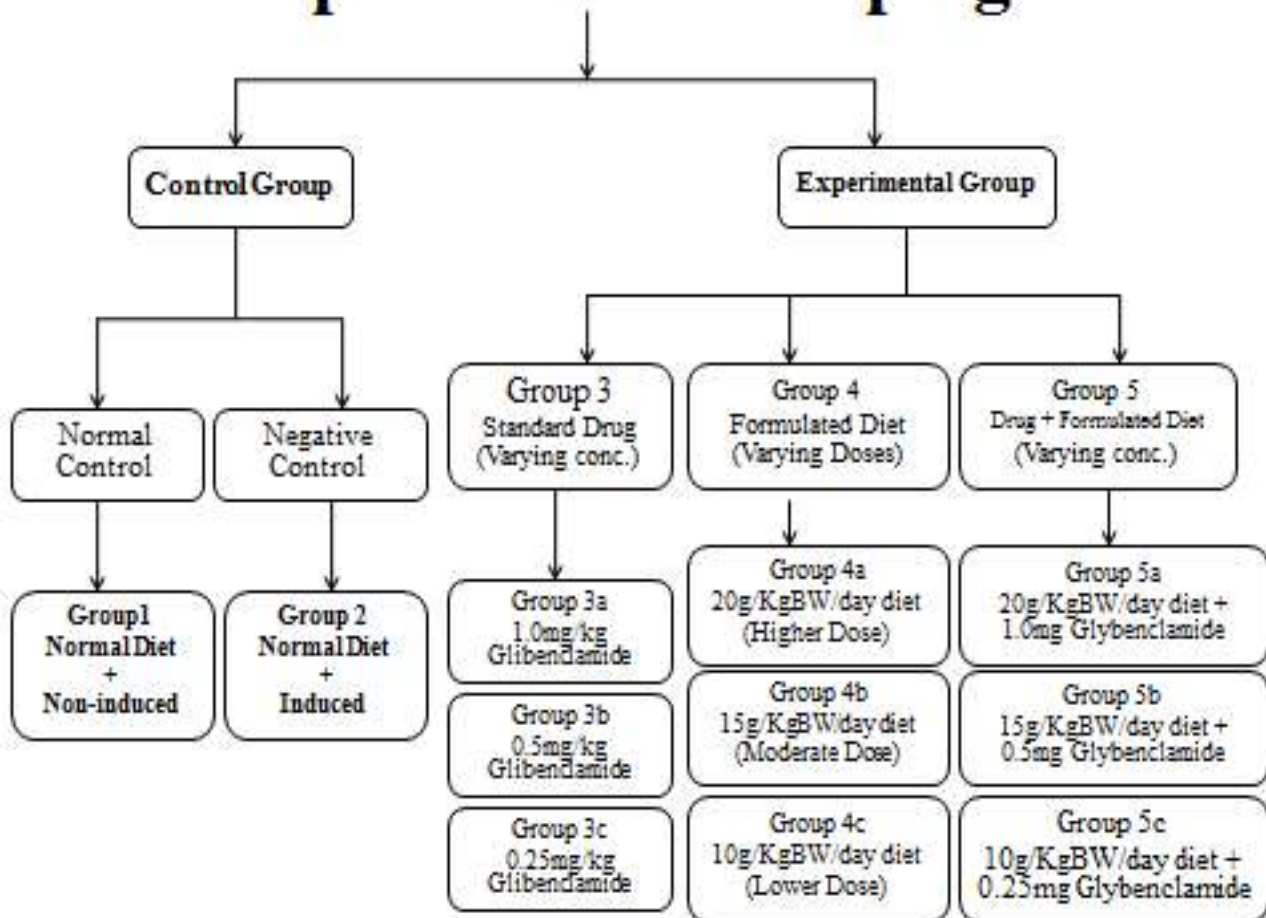 Control Group
Experimental Group
Normal
Control
Negative
Control
Group 3
Standard Drug
(Varying conc.)
Group 4
Formulated Diet
(Varying Doses)
Group 5
Drug + Formulated Diet
(Varying conc.)
Group1
Normal Diet
+
Non-induced
Group 2
Normal Diet
+
Induced
Group 3a
1.0mg/kg
Glibenclamide
Group 3b
0.5mg/kg
Glibenclamide
Group 3c
0.25mg/kg
Glibenclamide
Group 4a
20g/KgBW/day diet
(Higher Dose)
Group 4b
15g/KgBW/day diet
(Moderate Dose)
Group 4c
10g/KgBW/day diet
(Lower Dose)
Group 5a
20g/KgBW/day diet +
1.0mg Glybenclamide
Group 5b
15g/KgBW/day diet +
0.5mg Glybenclamide
Group 5c
10g/KgBW/day diet +
0.25mg Glybenclamide